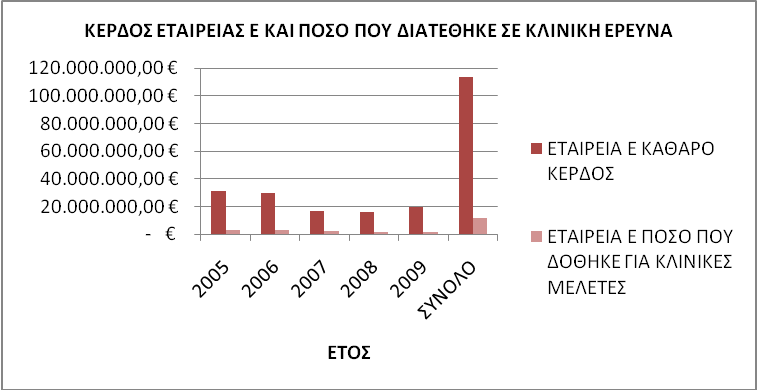 ΚΕΡΔΟΣ ΕΤΑΙΡΕΙΑΣ Ε ΚΑΙ ΠΟΣΟ ΠΟΥ ΔΙΑΤΕΘΗΚΕ ΣΕ ΚΛΙΝΙΚΗ ΕΡΕΥΝΑ
120.000.000,00 €
100.000.000,00 €
80.000.000,00 €
60.000.000,00 €
40.000.000,00 €
20.000.000,00 €
- €
2005
2006
2007
2008
2009
ΣΥΝΟΛΟ
ΕΤΟΣ
ΕΤΑΙΡΕΙΑ Ε ΚΑΘΑΡΟ
ΚΕΡΔΟΣ
ΕΤΑΙΡΕΙΑ Ε ΠΟΣΟ ΠΟΥ
ΔΟΘΗΚΕ ΓΙΑ ΚΛΙΝΙΚΕΣ
ΜΕΛΕΤΕΣ